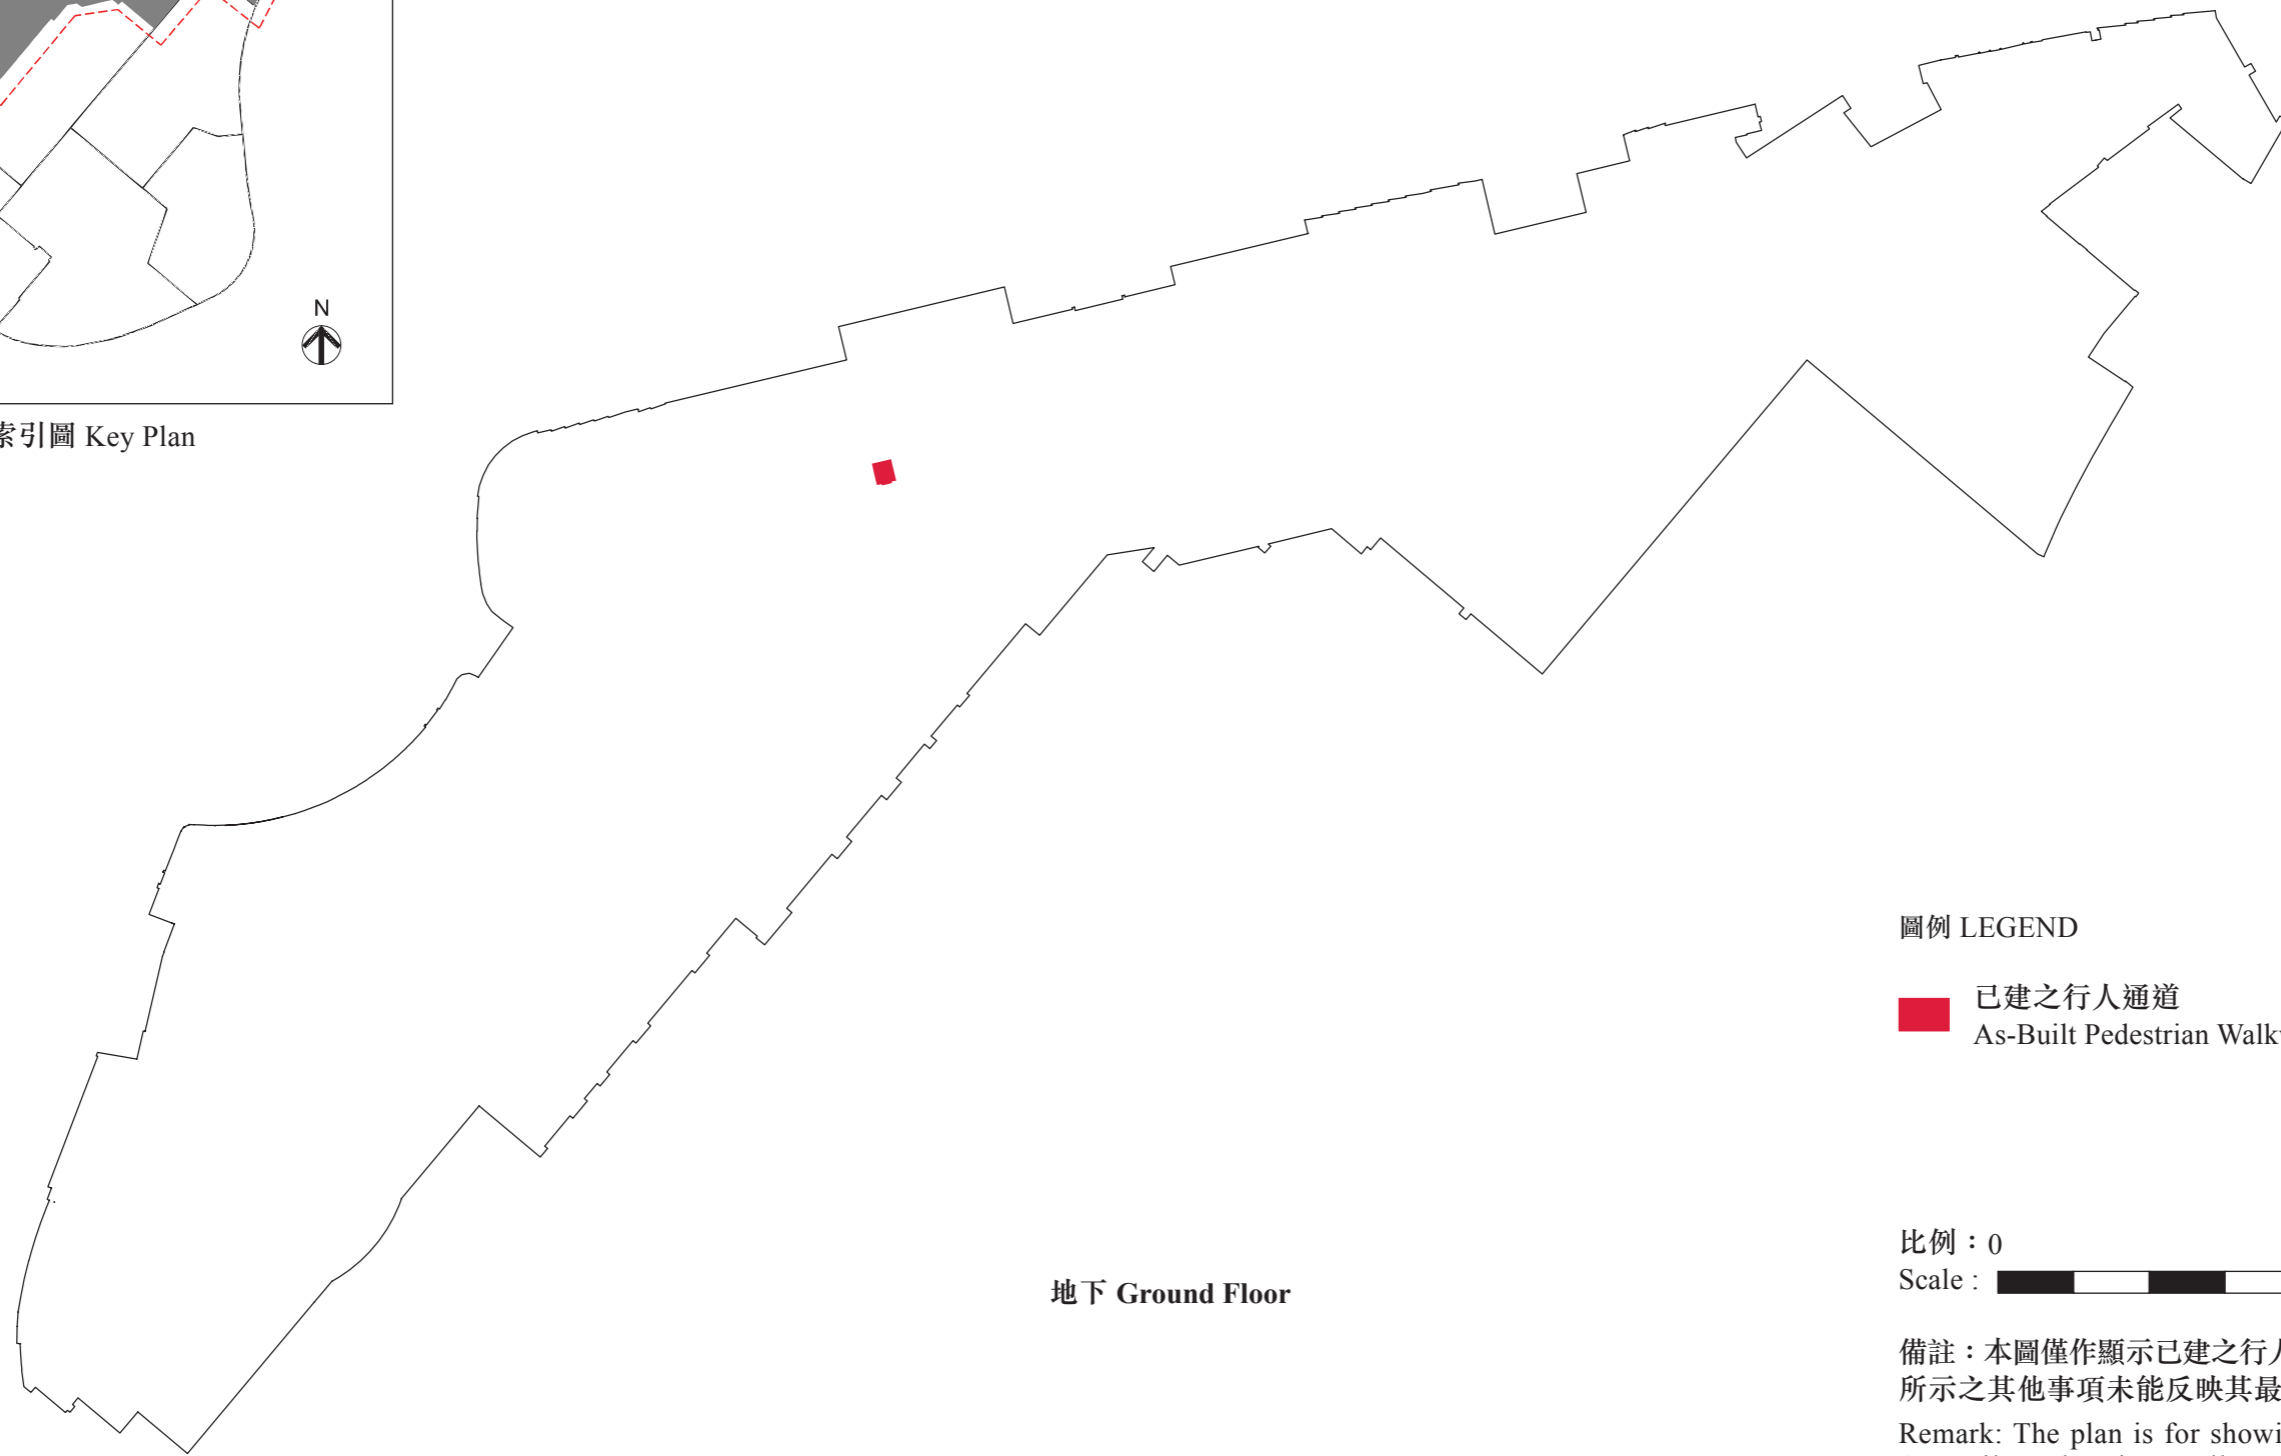 N
索引圖 Key Plan
圖例 LEGEND
已建之行人通道
As-Built Pedestrian
比例：0
Scale :
地下 Ground Floor
備註：本圖僅作顯示已建之行
所示之其他事項未能反映其最
Remark: The plan is for